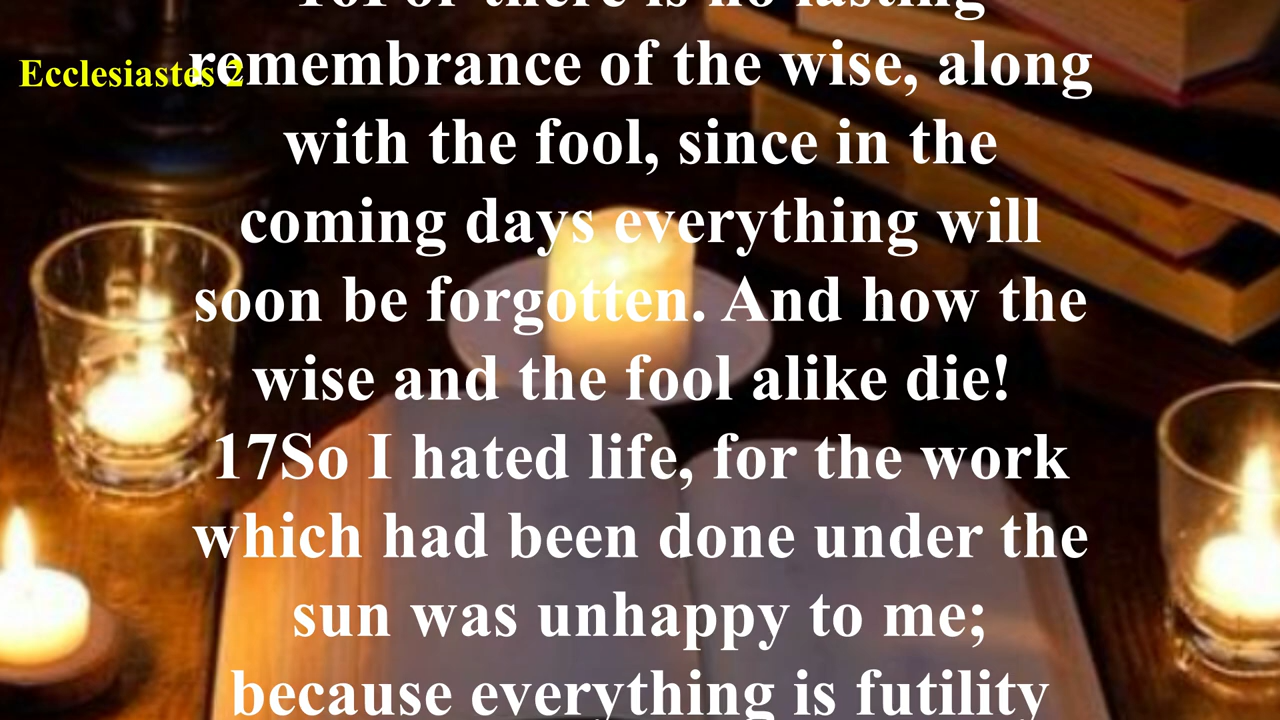 16For there is no lasting
Ecclesiastes 2
remembrance of the wise, along
with the fool, since in the
coming days everything will
soon be forgotten. And how the
wise and the fool alike die!
17So I hated life, for the work
which had been done under the
sun was unhappy to me;
because everything is futility